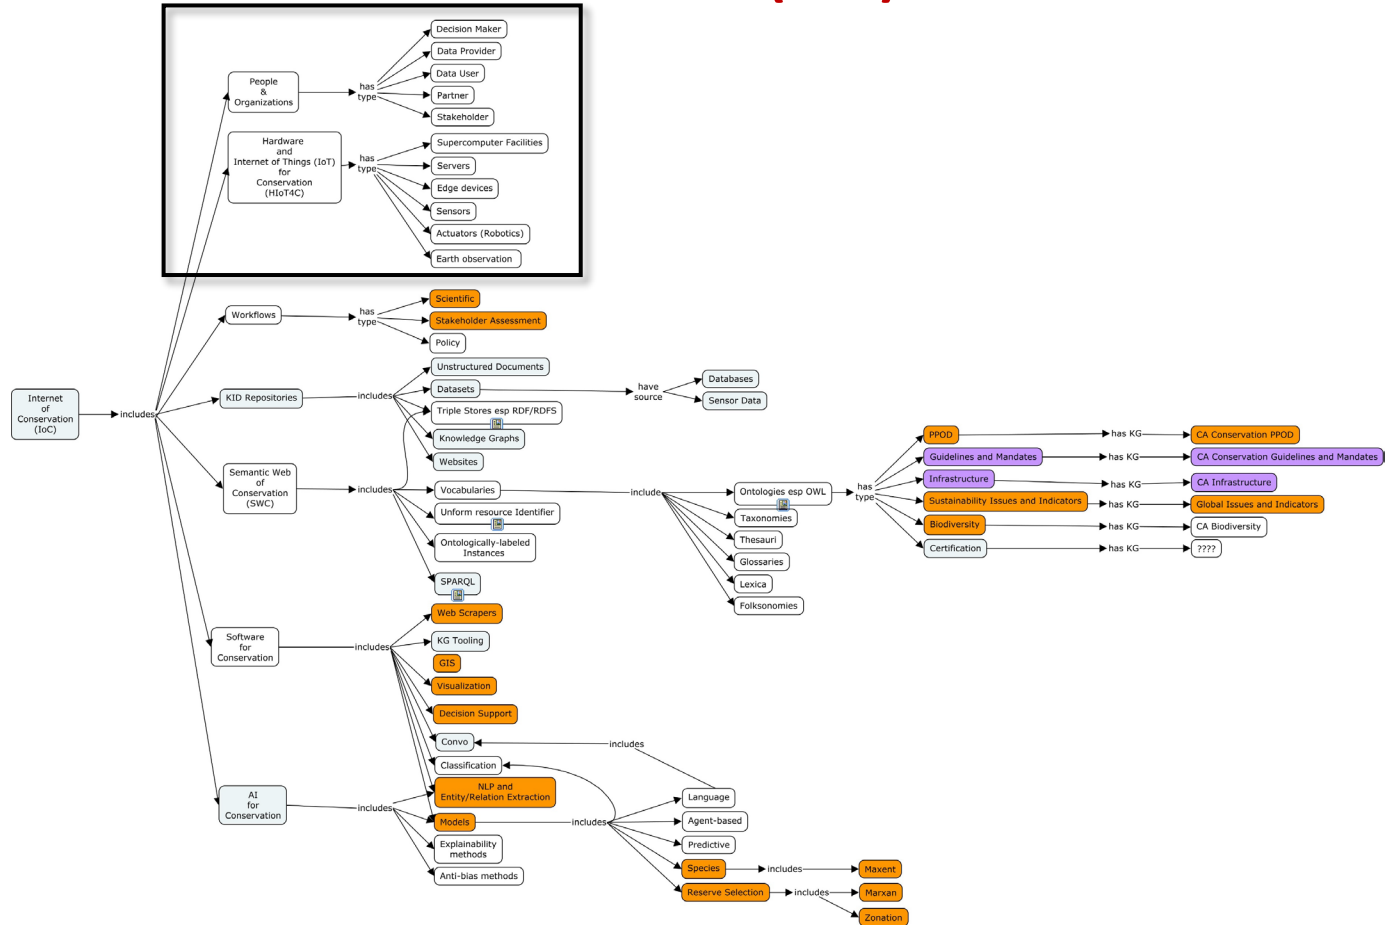 Decision Maker
Data Provider
Data User
Partner
Stakeholder
People
&
Organizations
has
type
Hardware
and
Internet of Things (IoT)
for
Conservation
(HIoT4C)
has
type
Supercomputer Facilities
Servers
Edge devices
Sensors
Actuators (Robotics)
Earth observation
Workflows
has
type
Scientific
Stakeholder Assessment
Policy
Internet
of
Conservation
(IoC)
includes
KID Repositories
includes
Unstructured Documents
Datasets
Triple Stores esp RDF/RDFS
Knowledge Graphs
Websites
have
source
Databases
Sensor Data
Semantic Web
of
Conservation
(SWC)
includes
Vocabularies
Unform resource Identifier
Ontologically-labeled
Instances
SPARQL
include
Ontologies esp OWL
Taxonomies
Thesauri
Glossaries
Lexica
Folksonomies
has
type
PPOD
has KG
CA Conservation PPOD
Guidelines and Mandates
has KG
CA Conservation Guidelines and Mandates
Infrastructure
has KG
CA Infrastructure
Sustainability Issues and Indicators
has KG
Global Issues and Indicators
Biodiversity
has KG
CA Biodiversity
Certification
has KG
????
Software
for
Conservation
includes
Web Scrapers
KG Tooling
GIS
Visualization
Decision Support
Convo
includes
Classification
NLP and
Entity/Relation Extraction
AI
for
Conservation
includes
Models
Explainability
methods
Anti-bias methods
includes
Language
Agent-based
Predictive
Species
includes
Maxent
Reserve Selection
includes
Marxan
Zonation